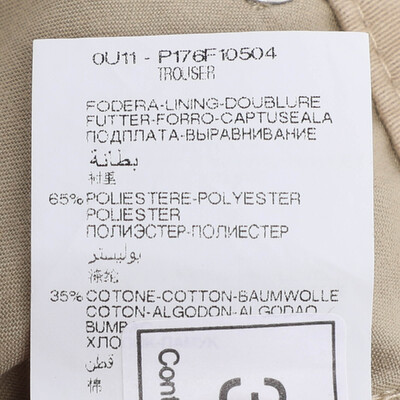 0U11 - P176F10504
TROUSER
FODERA-LINING-DOUBLURE
FUTTER-FORRO-CAPTUSEALA
ПОДПЛАТА-ВЫРАВНИВАНИЕ
بطانة
衬里
65% POLIESTERE-POLYESTER
POLIESTER
ПОЛИЭСТЕР-ПОЛИЕСТЕР
بوليستر
涤纶
35% COTONE-COTTON-BAUMWOLLE
COTON-ALGODON-ALGODAO
BUMB
ХЛО
قطن
棉
Cont